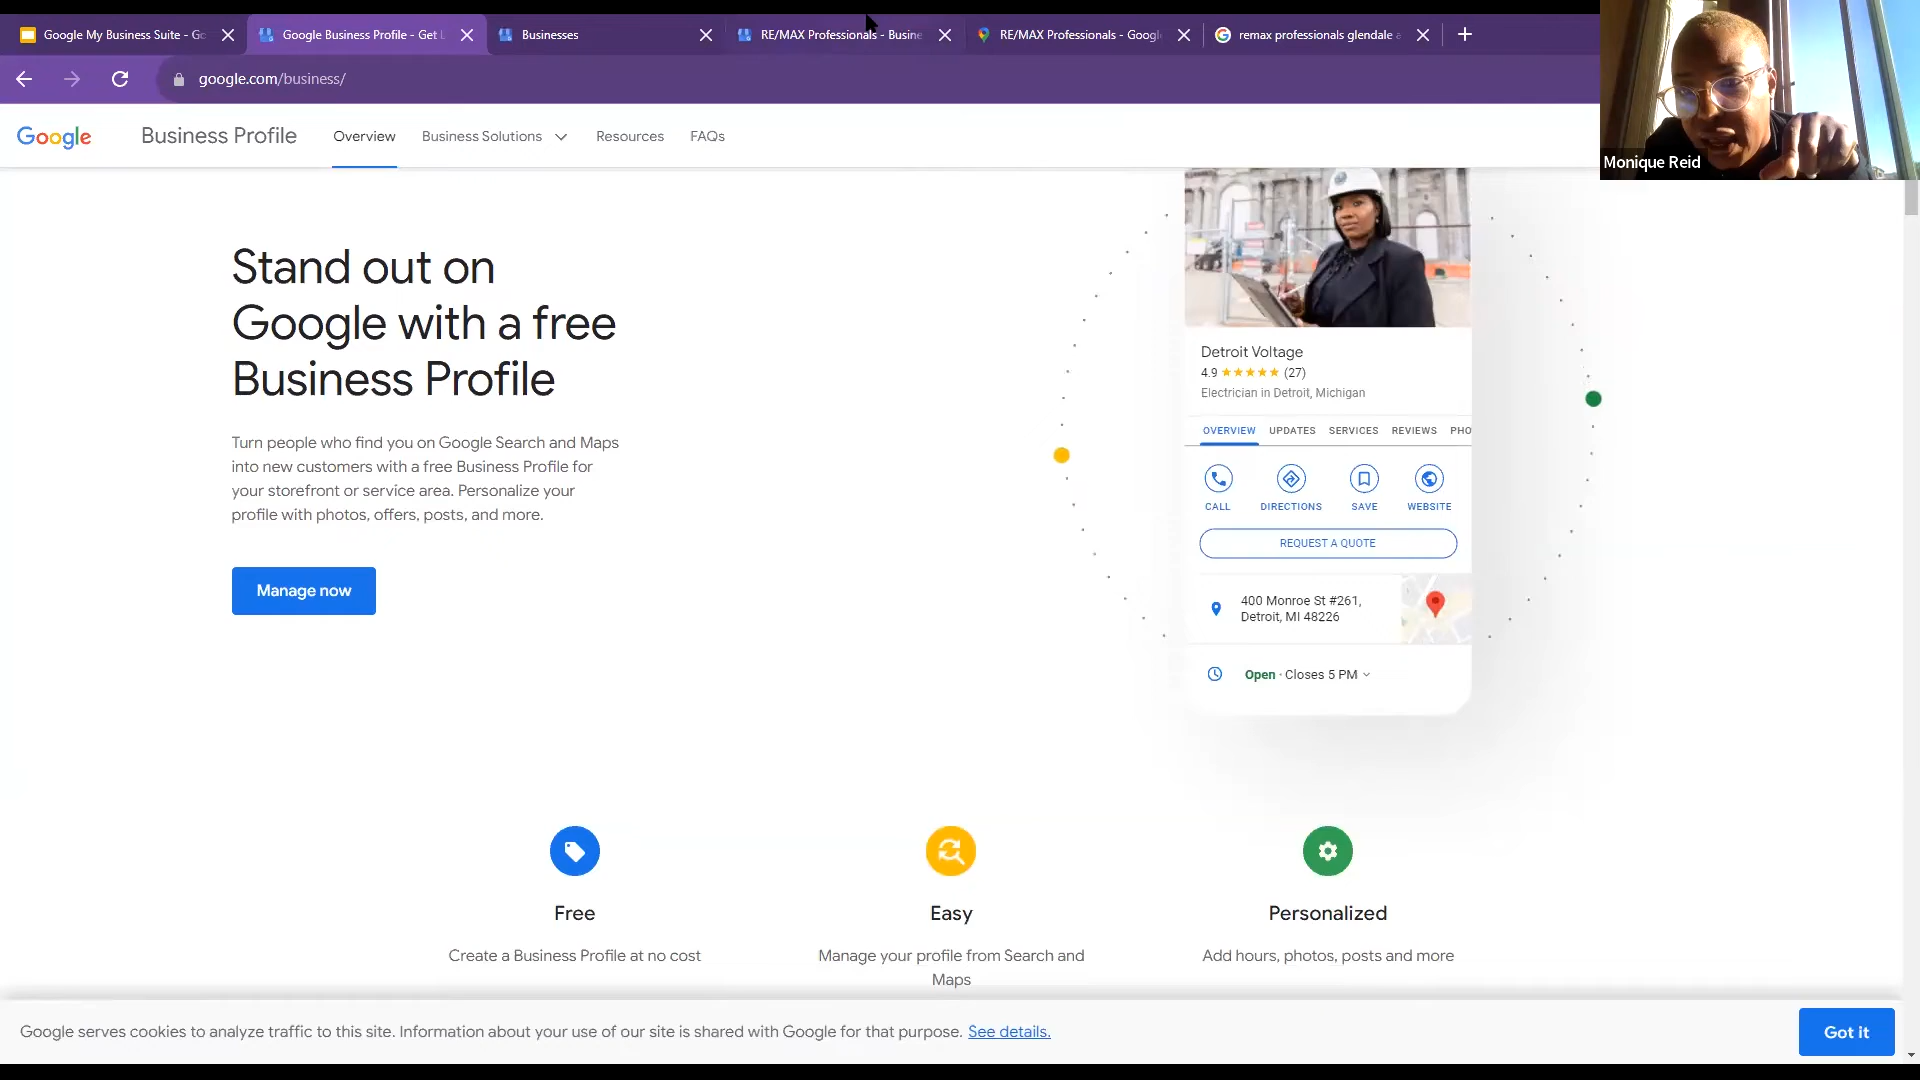 Google My Business Suite - Go
Google Business Profile - Get L
Businesses
RE/MAX Professionals - Busine
RE/MAX Professionals - Googl
remax professionals glendale a
google.com/business/
Google
Business Profile
Overview
Business Solutions
Resources
FAQs
Monique Reid
Stand out on
Google with a free
Business Profile
Turn people who find you on Google Search and Maps
into new customers with a free Business Profile for
your storefront or service area. Personalize your
profile with photos, offers, posts, and more.
Manage now
Detroit Voltage
4.9 ★★★★★ (27)
Electrician in Detroit, Michigan
OVERVIEW UPDATES SERVICES REVIEWS PHO
CALL DIRECTIONS SAVE WEBSITE
REQUEST A QUOTE
400 Monroe St #261,
Detroit, MI 48226
Open · Closes 5 PM
Free
Create a Business Profile at no cost
Easy
Manage your profile from Search and
Maps
Personalized
Add hours, photos, posts and more
Google serves cookies to analyze traffic to this site. Information about your use of our site is shared with Google for that purpose. See details.
Got it